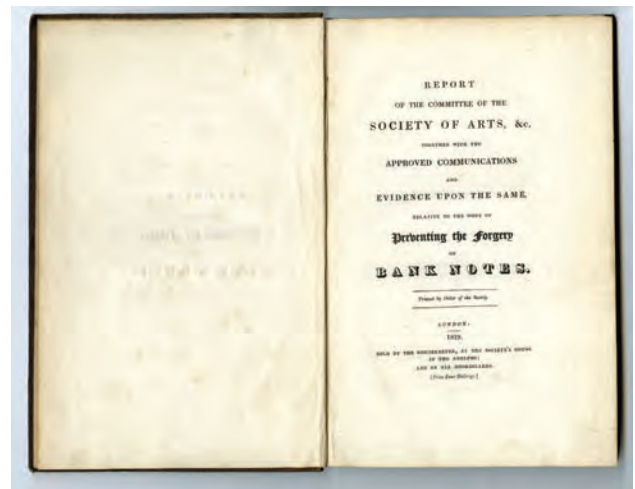 REPORT
OF THE COMMITTEE OF THE
SOCIETY OF ARTS, &c.
TOGETHER WITH THE
APPROVED COMMUNICATIONS
AND
EVIDENCE UPON THE SAME,
RELATIVE TO THE MODE OF
Preventing the Forgery
OF
BANK NOTES.
Printed by Order of the Society.
LONDON:
1819.
SOLD BY THE HOUSEKEEPER, AT THE SOCIETY'S HOUSE
IN THE ADELPHI;
AND BY ALL BOOKSELLERS.